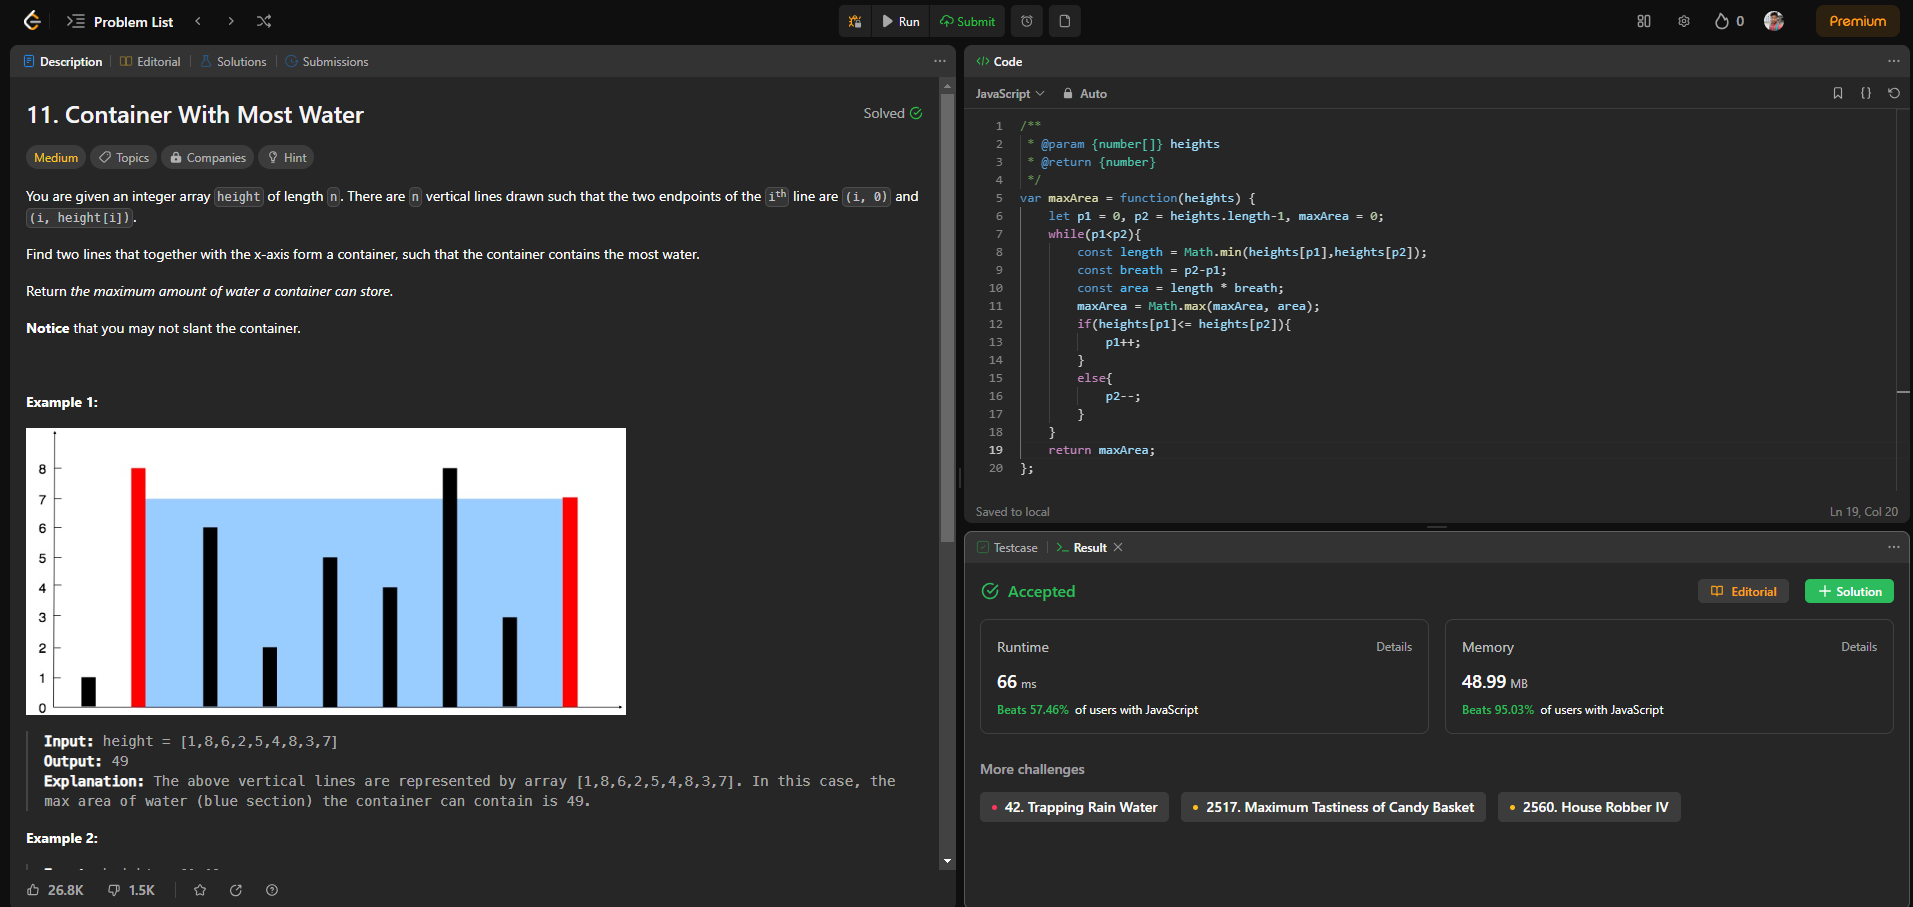 Problem List
Run
Submit
0
Premium
Description
Editorial
Solutions
Submissions
11. Container With Most Water
Solved
Medium
Topics
Companies
Hint
You are given an integer array height of length n. There are n vertical lines drawn such that the two endpoints of the ith line are (i, 0) and
(i, height[i]).
Find two lines that together with the x-axis form a container, such that the container contains the most water.
Return the maximum amount of water a container can store.
Notice that you may not slant the container.
Example 1:
8
7
6
5
4
3
2
1
0
Input: height = [1,8,6,2,5,4,8,3,7]
Output: 49
Explanation: The above vertical lines are represented by array [1,8,6,2,5,4,8,3,7]. In this case, the
max area of water (blue section) the container can contain is 49.
Example 2:
26.8K
1.5K
</> Code
JavaScript
Auto
1 /**
2 * @param {number[]} heights
3 * @return {number}
4 */
5 var maxArea = function(heights) {
6 let p1 = 0, p2 = heights.length-1, maxArea = 0;
7 while(p1<p2){
8 const length = Math.min(heights[p1],heights[p2]);
9 const breath = p2-p1;
10 const area = length * breath;
11 maxArea = Math.max(maxArea, area);
12 if(heights[p1]<= heights[p2]){
13 p1++;
14 }
15 else{
16 p2--;
17 }
18 }
19 return maxArea;
20 };
Saved to local
Ln 19, Col 20
Testcase
>_ Result
Accepted
Editorial
+ Solution
Runtime
Details
66 ms
Beats 57.46% of users with JavaScript
Memory
Details
48.99 MB
Beats 95.03% of users with JavaScript
More challenges
42. Trapping Rain Water
2517. Maximum Tastiness of Candy Basket
2560. House Robber IV